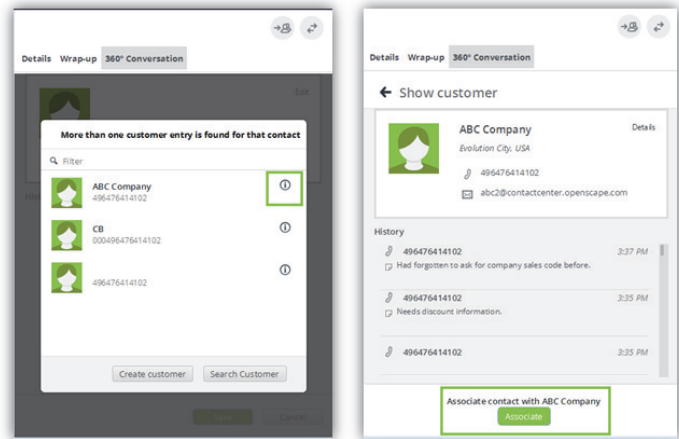 Details Wrap-up 360° Conversation
Edit
More than one customer entry is found for that contact
Filter
ABC Company
496476414102
CB
000496476414102
496476414102
Create customer Search Customer
Save Cancel
Details Wrap-up 360° Conversation
Show customer
ABC Company Details
Evolution City, USA
496476414102
abc2@contactcenter.openscape.com
History
496476414102 3:37 PM
Had forgotten to ask for company sales code before.
496476414102 3:35 PM
Needs discount information.
496476414102 3:35 PM
Associate contact with ABC Company
Associate